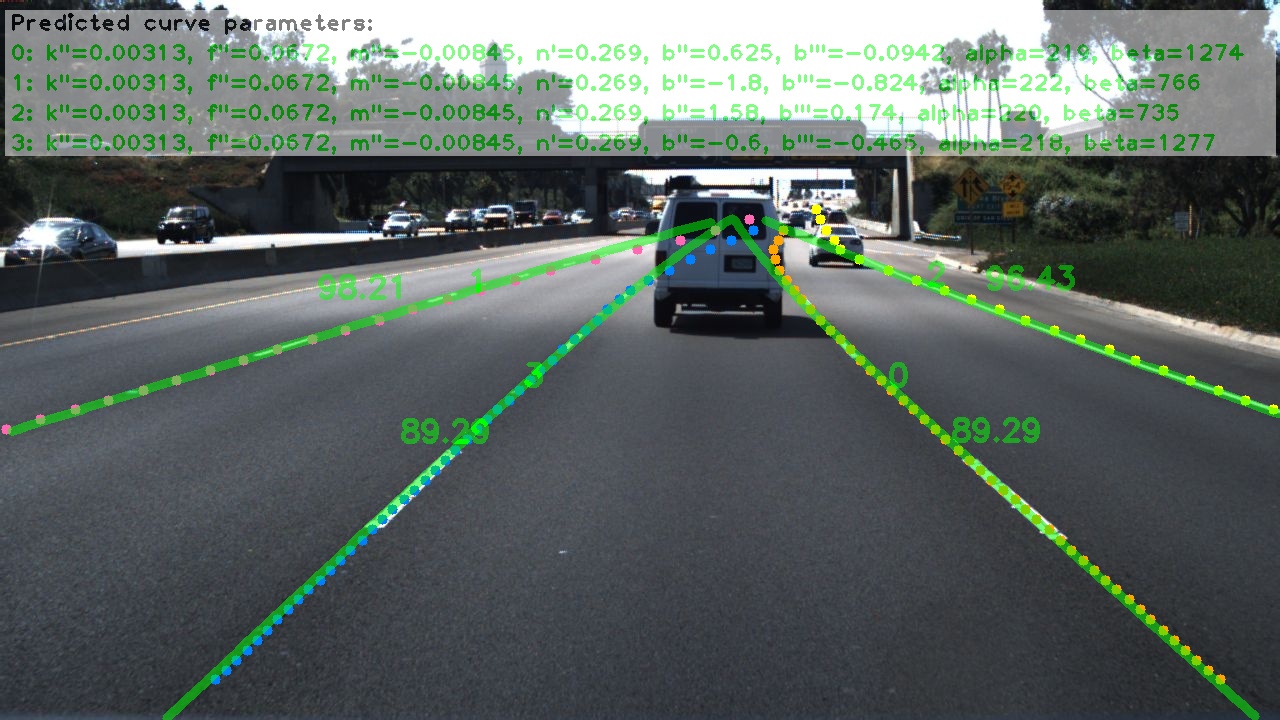 Predicted curve parameters:
0: k''=0.00313, f''=0.0672, m''=−0.00845, n'=0.269, b''=0.625, b'''=−0.0942, alpha=219, beta=1274
1: k''=0.00313, f''=0.0672, m''=−0.00845, n'=0.269, b''=−1.8, b'''=−0.824, alpha=222, beta=766
2: k''=0.00313, f''=0.0672, m''=−0.00845, n'=0.269, b''=1.58, b'''=0.174, alpha=220, beta=735
3: k''=0.00313, f''=0.0672, m''=−0.00845, n'=0.269, b''=−0.6, b'''=−0.465, alpha=218, beta=1277
98.21 1 2 96.43
3 0
89.29 89.29